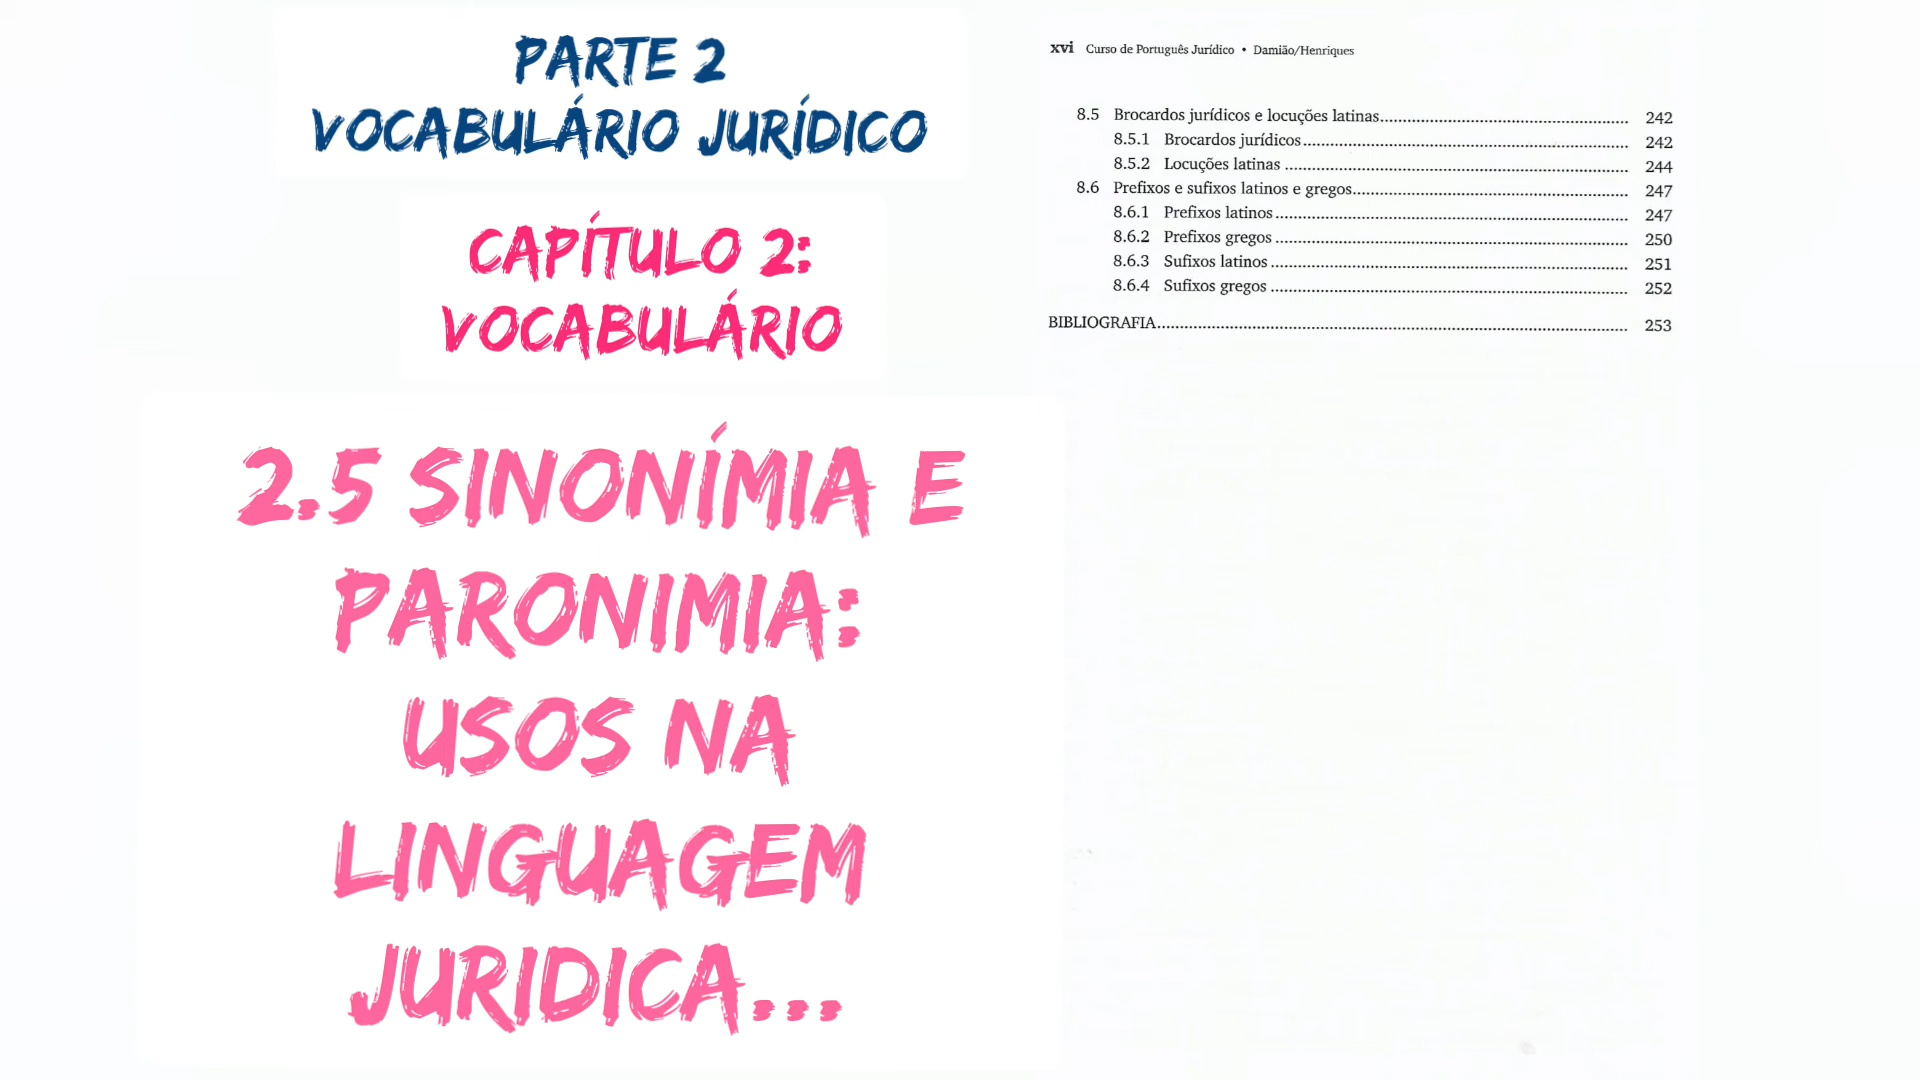 PARTE 2
VOCABULÁRIO JURÍDICO
CAPÍTULO 2:
VOCABULÁRIO
2.5 SINONÍMIA E
PARONIMIA:
USOS NA
LINGUAGEM
JURIDICA...
xvi Curso de Português Jurídico • Damião/Henriques
8.5 Brocardos jurídicos e locuções latinas 242
8.5.1 Brocardos jurídicos 242
8.5.2 Locuções latinas 244
8.6 Prefixos e sufixos latinos e gregos 247
8.6.1 Prefixos latinos 247
8.6.2 Prefixos gregos 250
8.6.3 Sufixos latinos 251
8.6.4 Sufixos gregos 252
BIBLIOGRAFIA 253